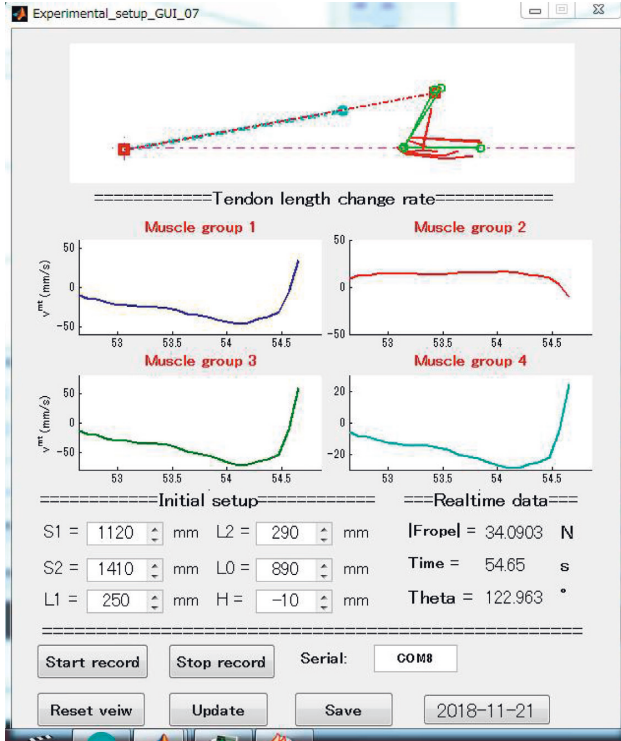 Experimental_setup_GUI_07
============Tendon length change rate============
Muscle group 1 Muscle group 2
50 50
0 0
-50 -50
v^mt (mm/s)
53 53.5 54 54.5 53 53.5 54 54.5
Muscle group 3 Muscle group 4
50 20
0 0
-50 -20
v^mt (mm/s)
53 53.5 54 54.5 53 53.5 54 54.5
============Initial setup============ ===Realtime data===
S1 = 1120 mm L2 = 290 mm |Frope| = 34.0903 N
S2 = 1410 mm L0 = 890 mm Time = 54.65 s
L1 = 250 mm H = -10 mm Theta = 122.963 °
=======================================================
Start record Stop record Serial: COM8
Reset veiw Update Save 2018-11-21